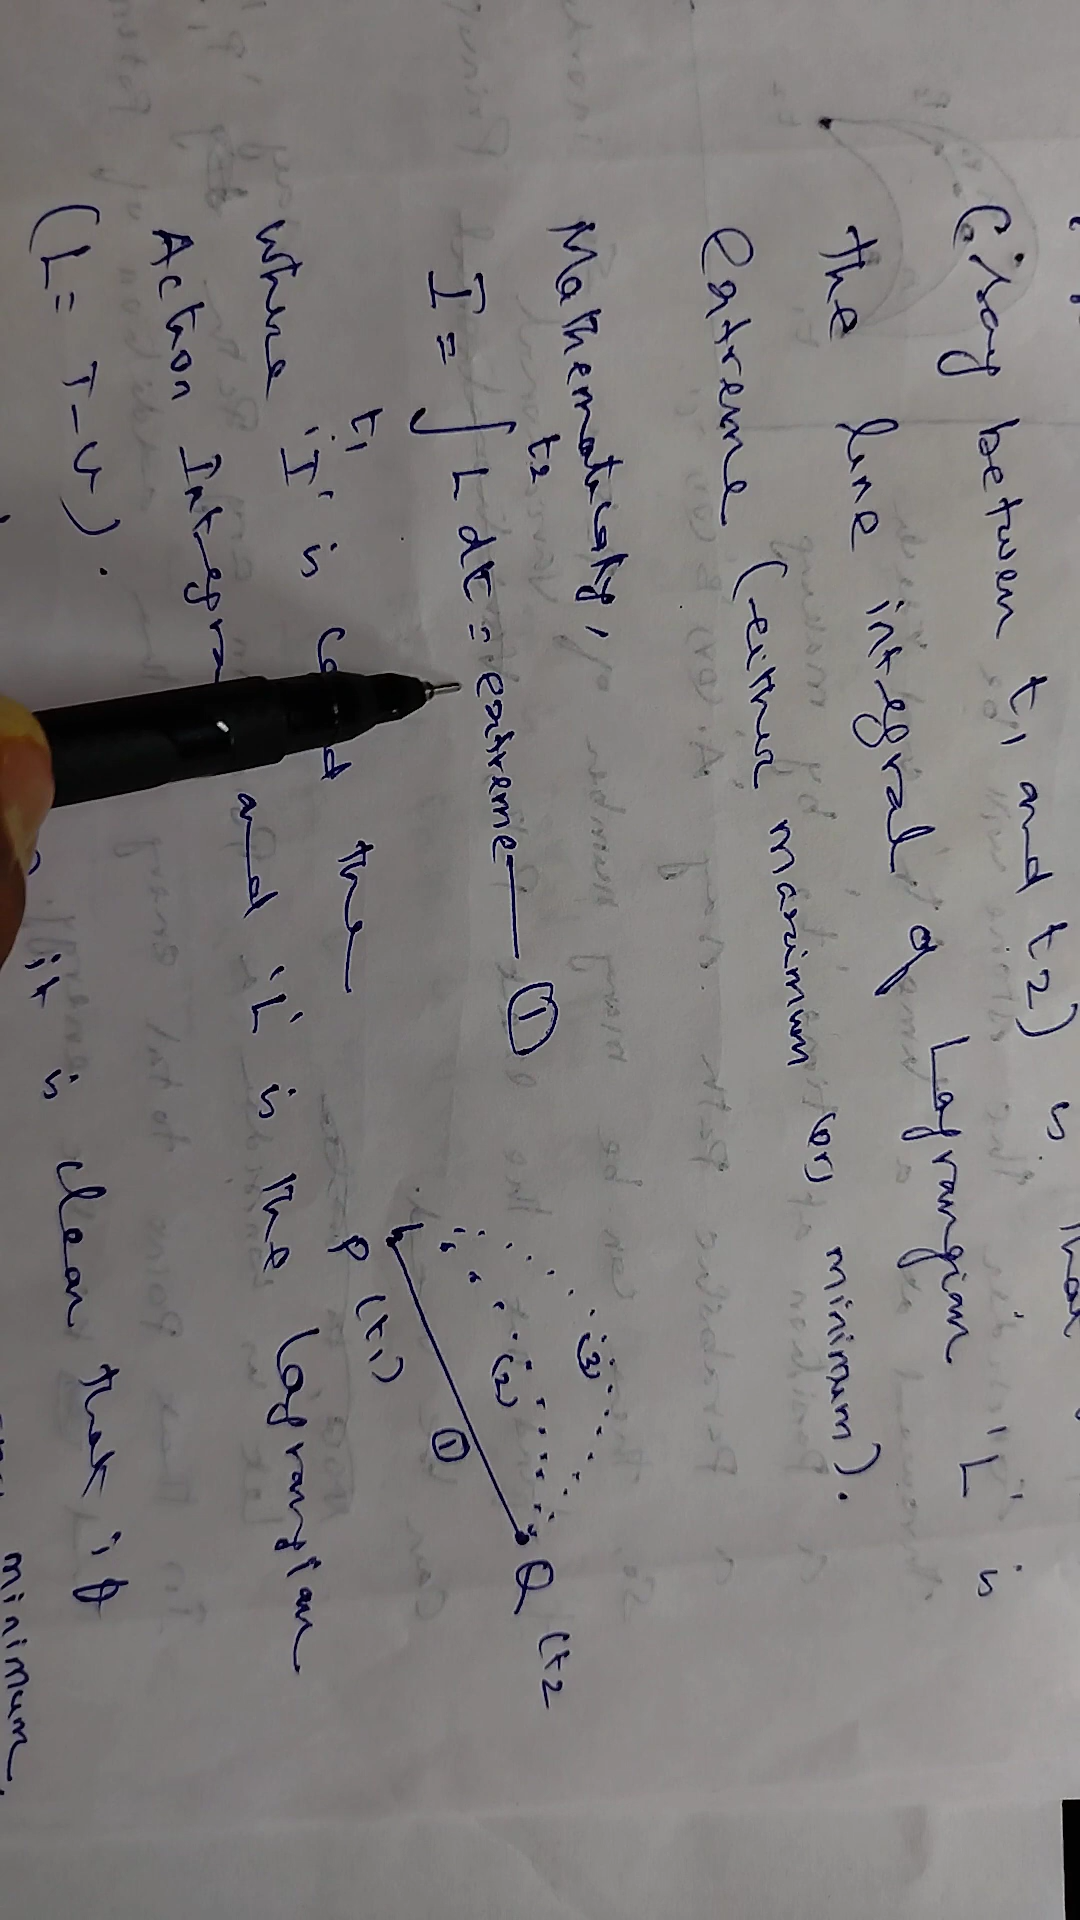 (say between t1 and t2) is
the line integral of Lagrangian L is
extreme (either maximum (or) minimum).
Mathematically,
I = ∫ t1 t2 L dt = extreme — ①
P (t1)
Q (t2
①
(2)
(3)
where 'I' is the
Action and 'L' is the Lagrangian
(L = T-V).
it is clear that if
minimum.